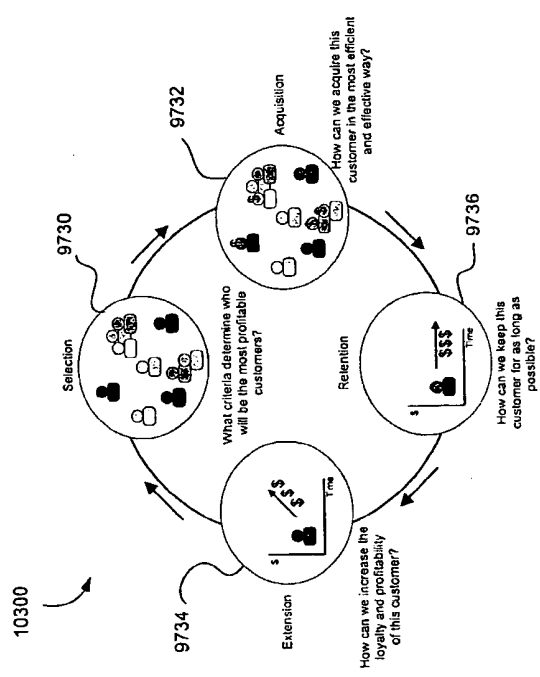 10300
Selection
9730
What criteria determine who
will be the most profitable
customers?
9732
Acquisition
How can we acquire this
customer in the most efficient
and effective way?
Retention
9736
$
$$$
Time
How can we keep this
customer for as long as
possible?
9734
Extension
$
$
$
$
Time
How can we increase the
loyalty and profitability
of this customer?